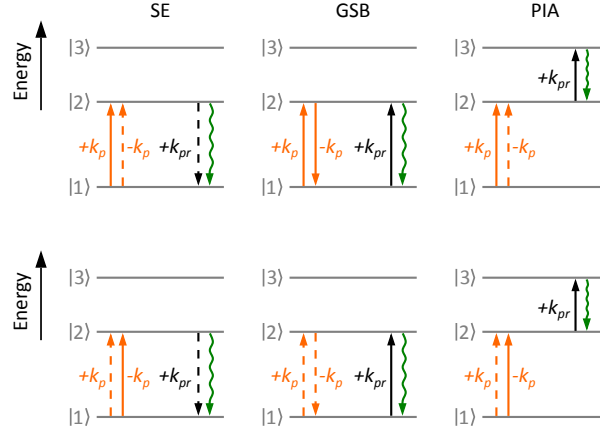 SE GSB PIA
Energy
|3⟩ |3⟩ |3⟩
+k_pr
|2⟩ |2⟩ |2⟩
+k_p -k_p +k_pr +k_p -k_p +k_pr +k_p -k_p
|1⟩ |1⟩ |1⟩
Energy
|3⟩ |3⟩ |3⟩
+k_pr
|2⟩ |2⟩ |2⟩
+k_p -k_p +k_pr +k_p -k_p +k_pr +k_p -k_p
|1⟩ |1⟩ |1⟩